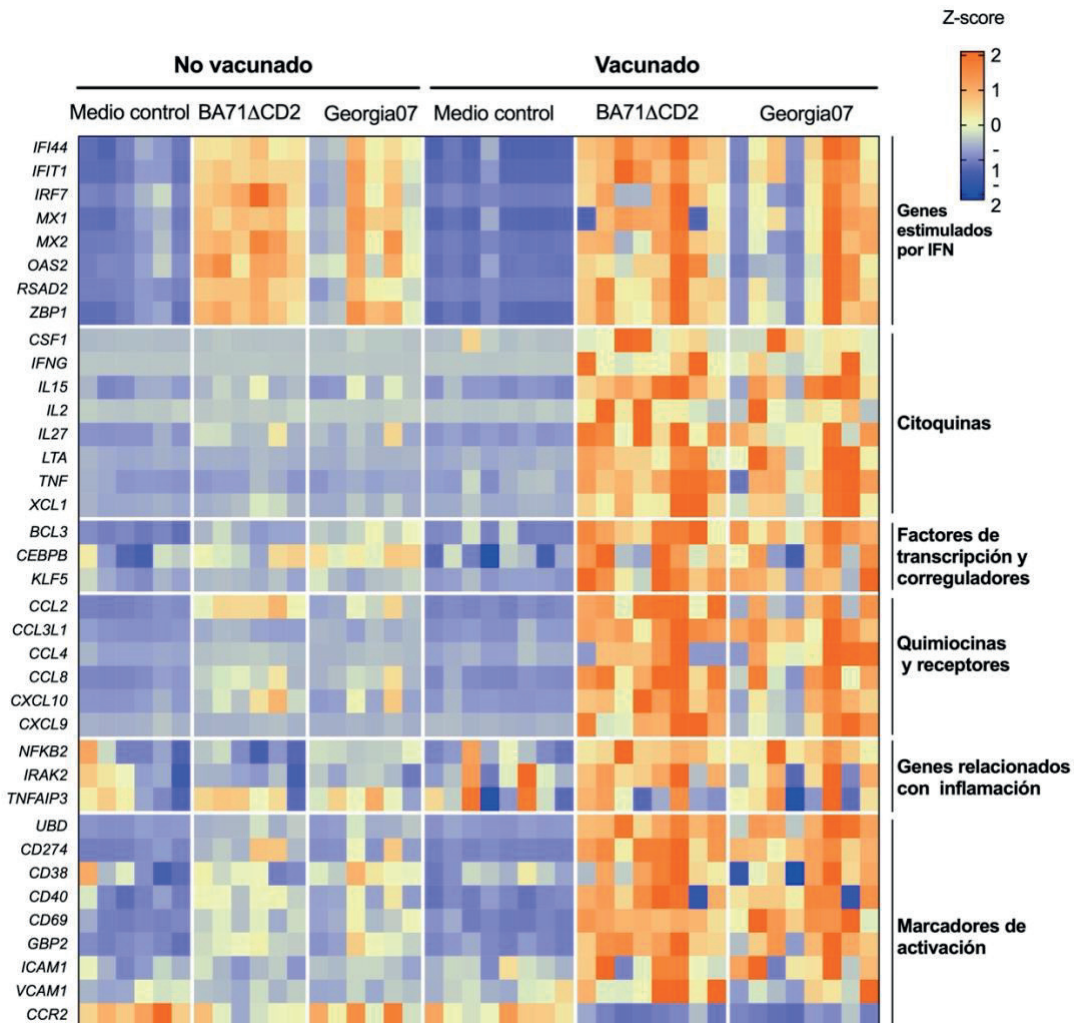 Z-score
No vacunado
Vacunado
2
1
0
-
1
-
2
Medio control
BA71ΔCD2
Georgia07
Medio control
BA71ΔCD2
Georgia07
IFI44
IFIT1
IRF7
MX1
MX2
OAS2
RSAD2
ZBP1
Genes
estimulados
por IFN
CSF1
IFNG
IL15
IL2
IL27
LTA
TNF
XCL1
Citoquinas
BCL3
CEBPB
KLF5
Factores de
transcripción y
correguladores
CCL2
CCL3L1
CCL4
CCL8
CXCL10
CXCL9
Quimiocinas
y receptores
NFKB2
IRAK2
TNFAIP3
Genes relacionados
con inflamación
UBD
CD274
CD38
CD40
CD69
GBP2
ICAM1
VCAM1
CCR2
Marcadores de
activación